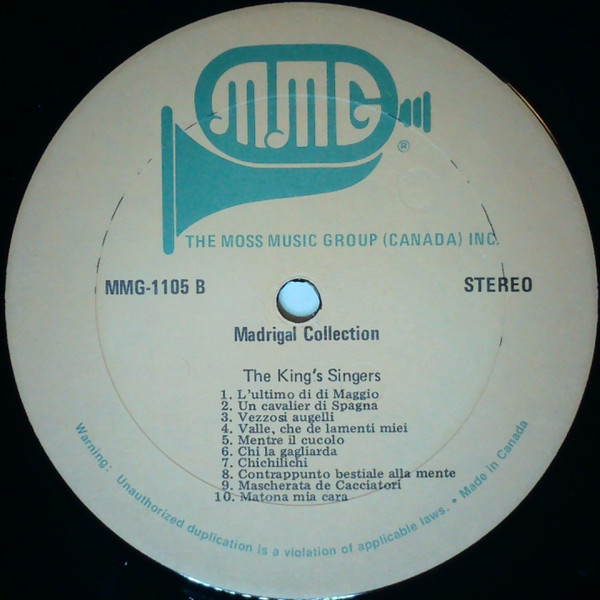 MMG
®
THE MOSS MUSIC GROUP (CANADA) INC.
MMG-1105 B
STEREO
Madrigal Collection
The King's Singers
1. L'ultimo di di Maggio
2. Un cavalier di Spagna
3. Vezzosi augelli
4. Valle, che de lamenti miei
5. Mentre il cucolo
6. Chi la gagliarda
7. Chichilichi
8. Contrappunto bestiale alla mente
9. Mascherata de Cacciatori
10. Matona mia cara
Warning: Unauthorized duplication is a violation of applicable laws. • Made in Canada